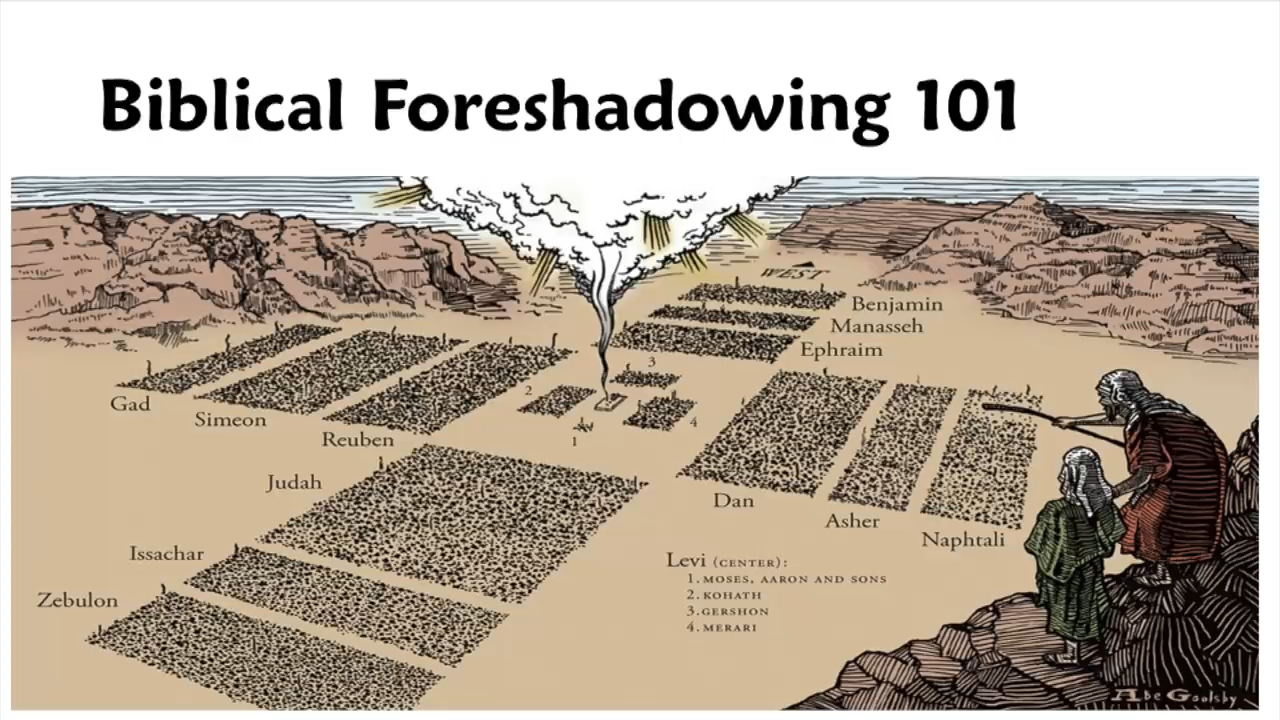 Biblical Foreshadowing 101
WEST
Benjamin
Manasseh
Ephraim
Gad
Simeon
Reuben
Judah
Issachar
Zebulon
1
2
3
4
Dan
Asher
Naphtali
Levi (CENTER):
1. MOSES, AARON AND SONS
2. KOHATH
3. GERSHON
4. MERARI
Abe Goolsby